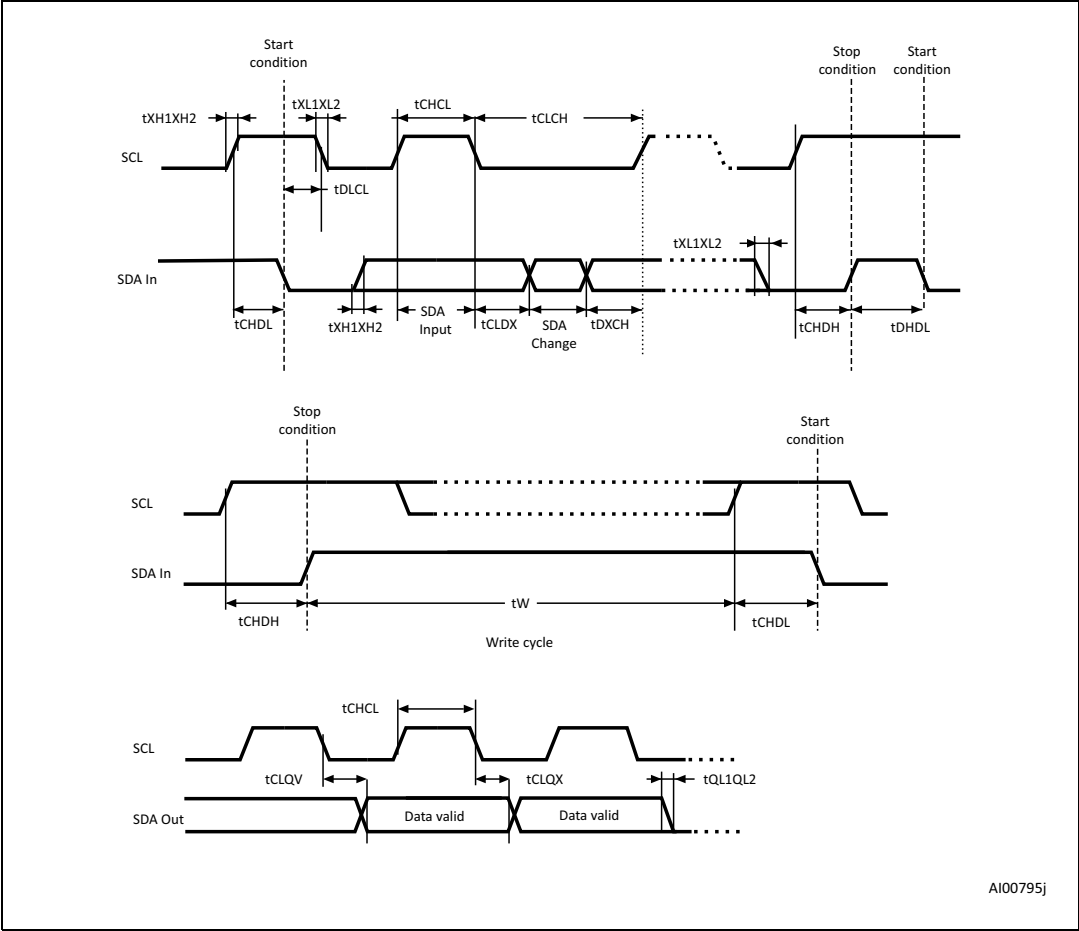 Start
condition
Stop
condition
Start
condition
tXH1XH2
tXL1XL2
tCHCL
tCLCH
SCL
tDLCL
tXL1XL2
SDA In
tCHDL
tXH1XH2
SDA
Input
tCLDX
SDA
Change
tDXCH
tCHDH
tDHDL
Stop
condition
Start
condition
SCL
SDA In
tCHDH
tW
tCHDL
Write cycle
tCHCL
SCL
tCLQV
tCLQX
tQL1QL2
SDA Out
Data valid
Data valid
AI00795j